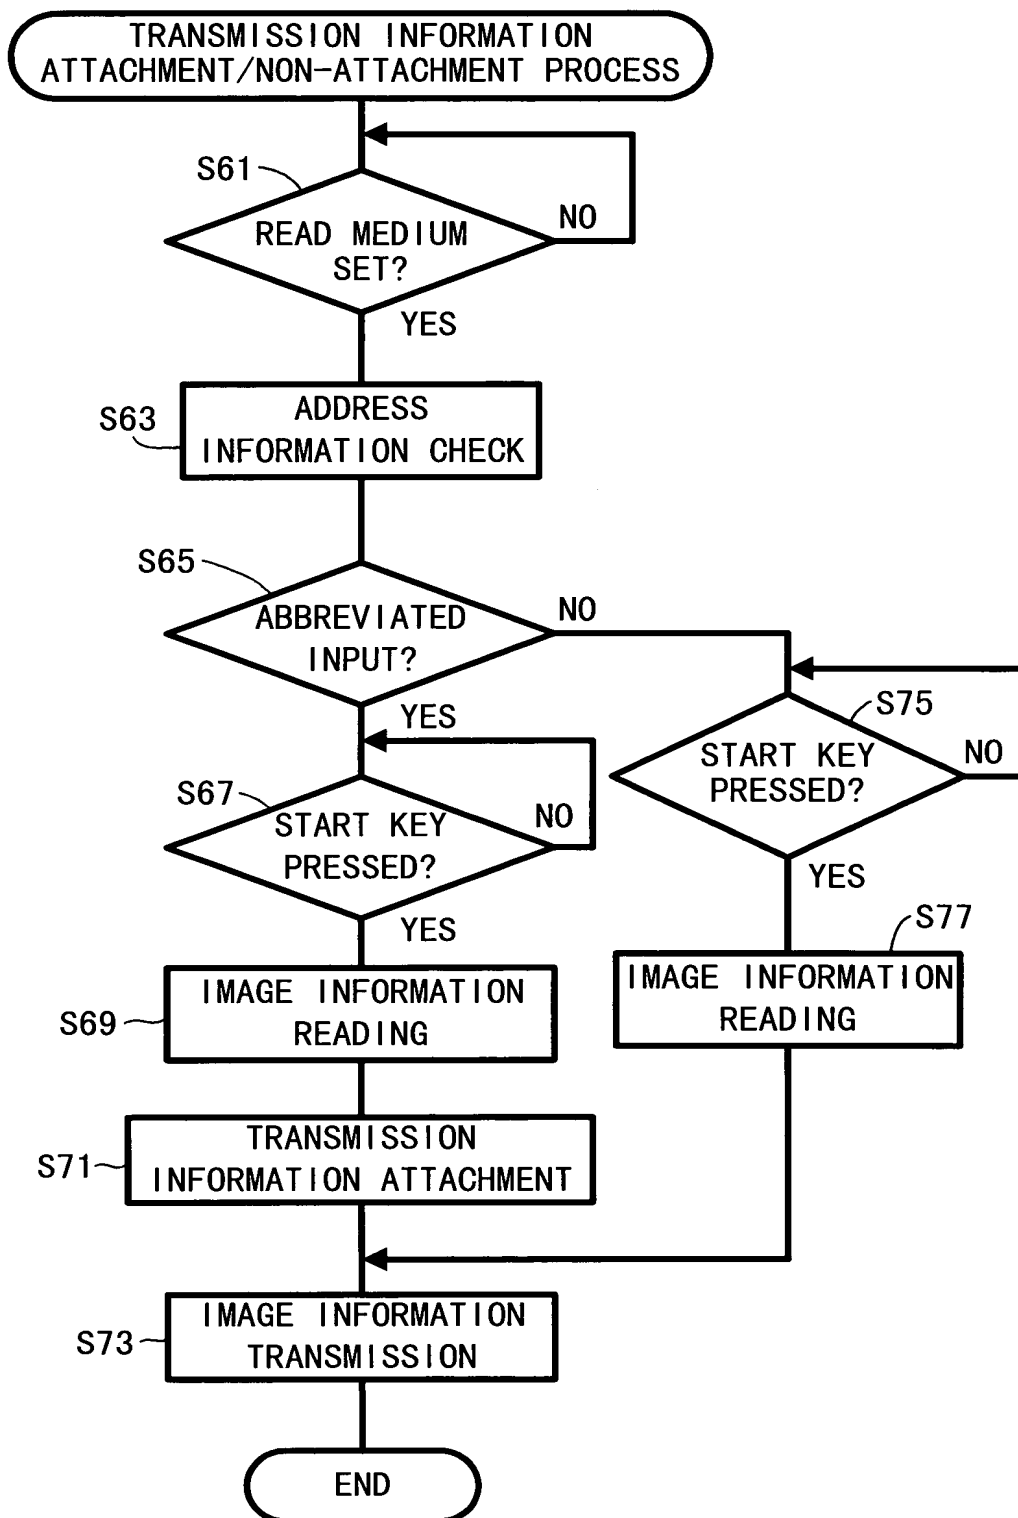 TRANSMISSION INFORMATION
ATTACHMENT/NON-ATTACHMENT PROCESS
S61
READ MEDIUM
SET?
NO
YES
S63
ADDRESS
INFORMATION CHECK
S65
ABBREVIATED
INPUT?
NO
YES
S67
START KEY
PRESSED?
NO
YES
S69
IMAGE INFORMATION
READING
S71
TRANSMISSION
INFORMATION ATTACHMENT
S75
START KEY
PRESSED?
NO
YES
S77
IMAGE INFORMATION
READING
S73
IMAGE INFORMATION
TRANSMISSION
END